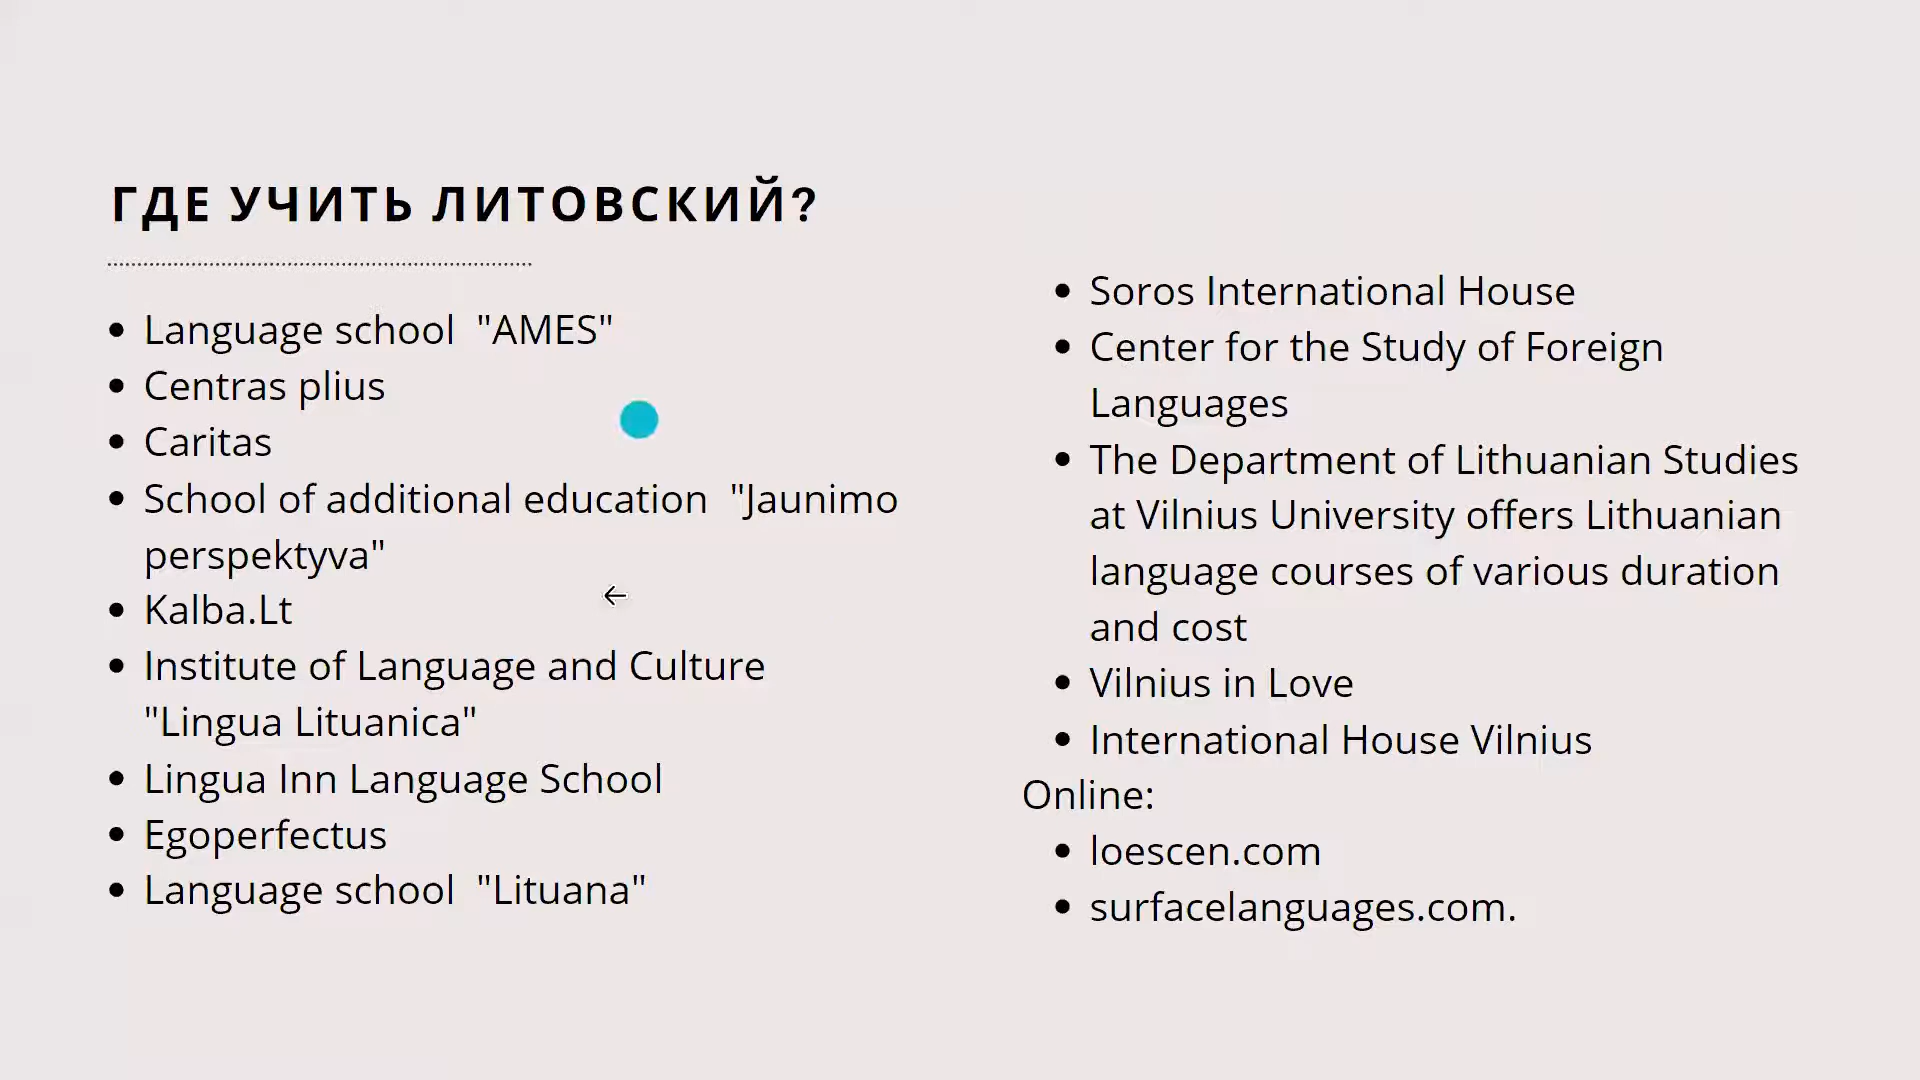 ГДЕ УЧИТЬ ЛИТОВСКИЙ?
Language school "AMES"
Centras plius
Caritas
School of additional education "Jaunimo
perspektyva"
Kalba.Lt
Institute of Language and Culture
"Lingua Lituanica"
Lingua Inn Language School
Egoperfectus
Language school "Lituana"
Soros International House
Center for the Study of Foreign
Languages
The Department of Lithuanian Studies
at Vilnius University offers Lithuanian
language courses of various duration
and cost
Vilnius in Love
International House Vilnius
Online:
loescen.com
surfacelanguages.com.